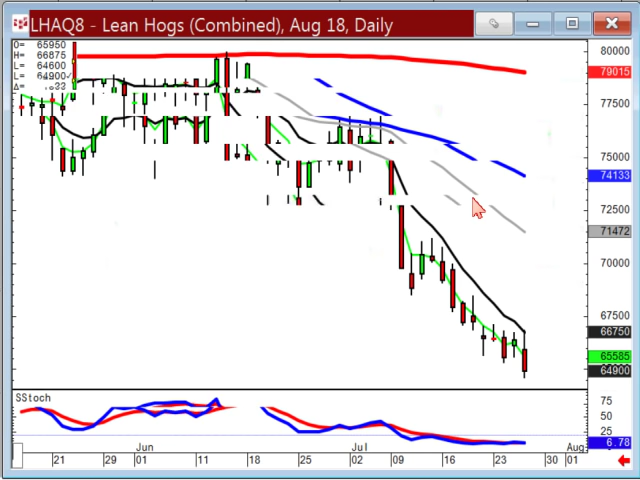 LHAQ8 - Lean Hogs (Combined), Aug 18, Daily
O= 65950
H= 66875
L= 64600
L= 64900
Δ=
80000
79015
77500
75000
74133
72500
71472
70000
67500
66750
65585
64900
SStoch
75
50
25
6.78
Jun Jul Aug
21 29 01 11 18 25 02 09 16 23 30 01